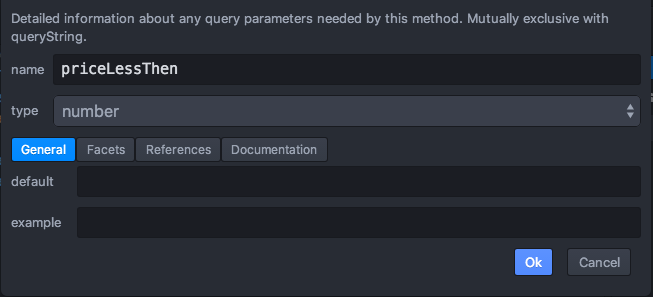 Detailed information about any query parameters needed by this method. Mutually exclusive with
queryString.
name priceLessThen
type number
General Facets References Documentation
default
example
Ok Cancel